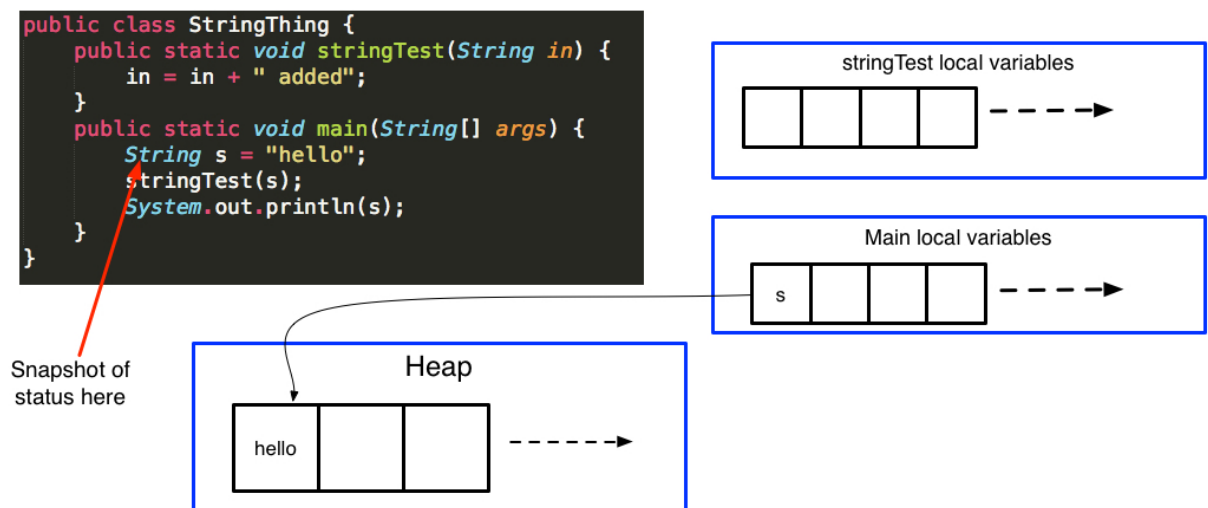 public class StringThing {
    public static void stringTest(String in) {
        in = in + " added";
    }
    public static void main(String[] args) {
        String s = "hello";
        stringTest(s);
        System.out.println(s);
    }
}
stringTest local variables
Main local variables
s
Snapshot of
status here
Heap
hello